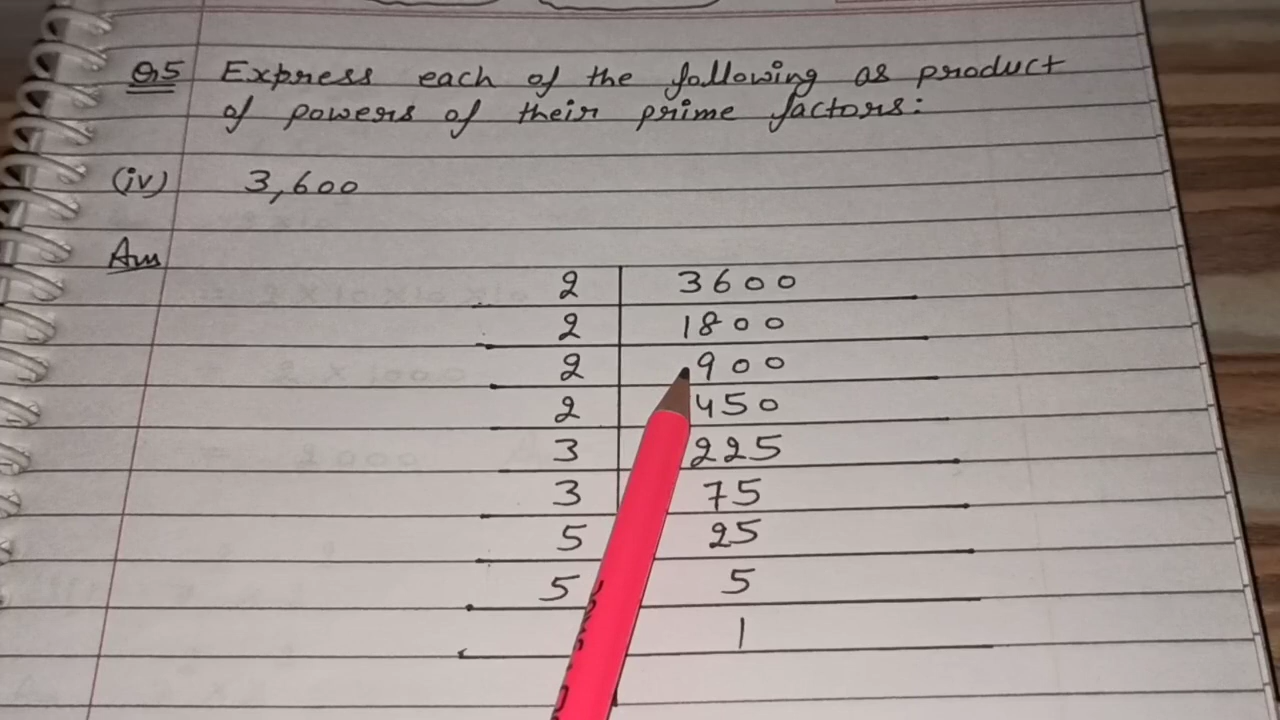 Q5 Express each of the following as product
of powers of their prime factors:
(iv) 3,600
Ans
2 3600
2 1800
2 900
2 450
3 225
3 75
5 25
5 5
1